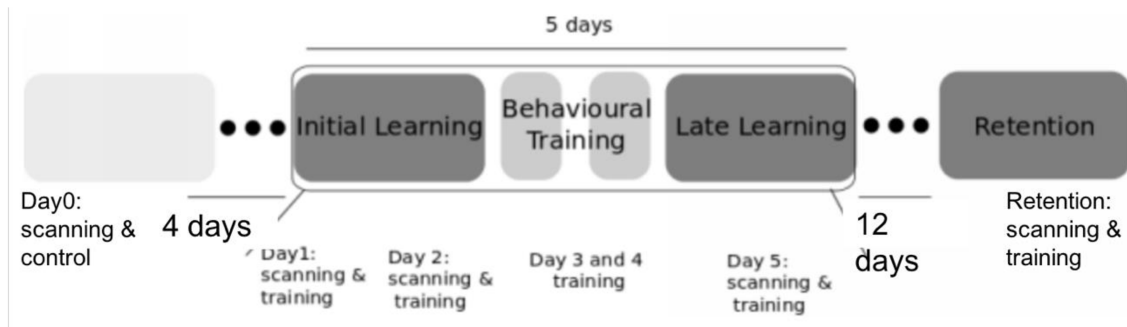 5 days
Initial Learning
Behavioural
Training
Late Learning
Retention
Day0:
scanning &
control
4 days
Day1:
scanning &
training
Day 2:
scanning &
training
Day 3 and 4
training
Day 5:
scanning &
training
12
days
Retention:
scanning &
training